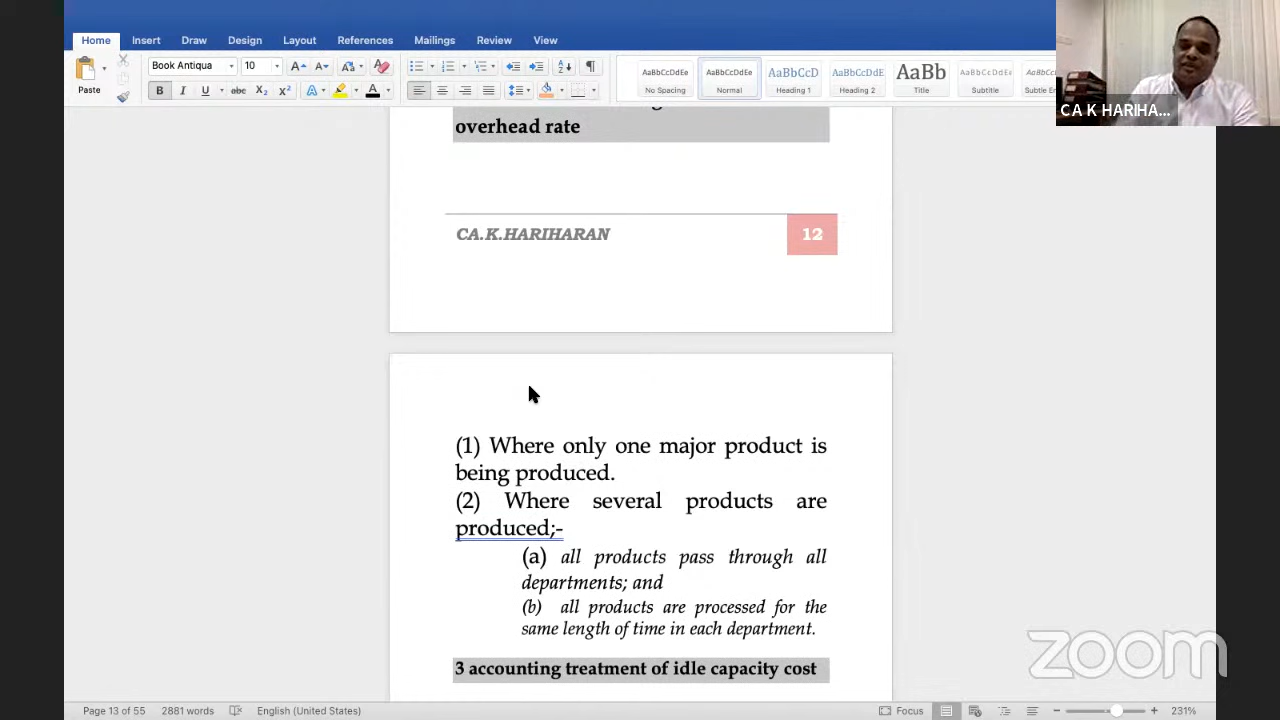 Home Insert Draw Design Layout References Mailings Review View
Book Antiqua 10
Paste
AaBbCcDdEe AaBbCcDdEe AaBbCcD AaBbCcDdE AaBb AaBbCcDdEe
No Spacing Normal Heading 1 Heading 2 Title Subtitle Subtle
C A K HARIHA...
overhead rate
CA.K.HARIHARAN 12
(1) Where only one major product is
being produced.
(2) Where several products are
produced;-
(a) all products pass through all
departments; and
(b) all products are processed for the
same length of time in each department.
3 accounting treatment of idle capacity cost
zoom
Page 13 of 55 2881 words English (United States) Focus 231%